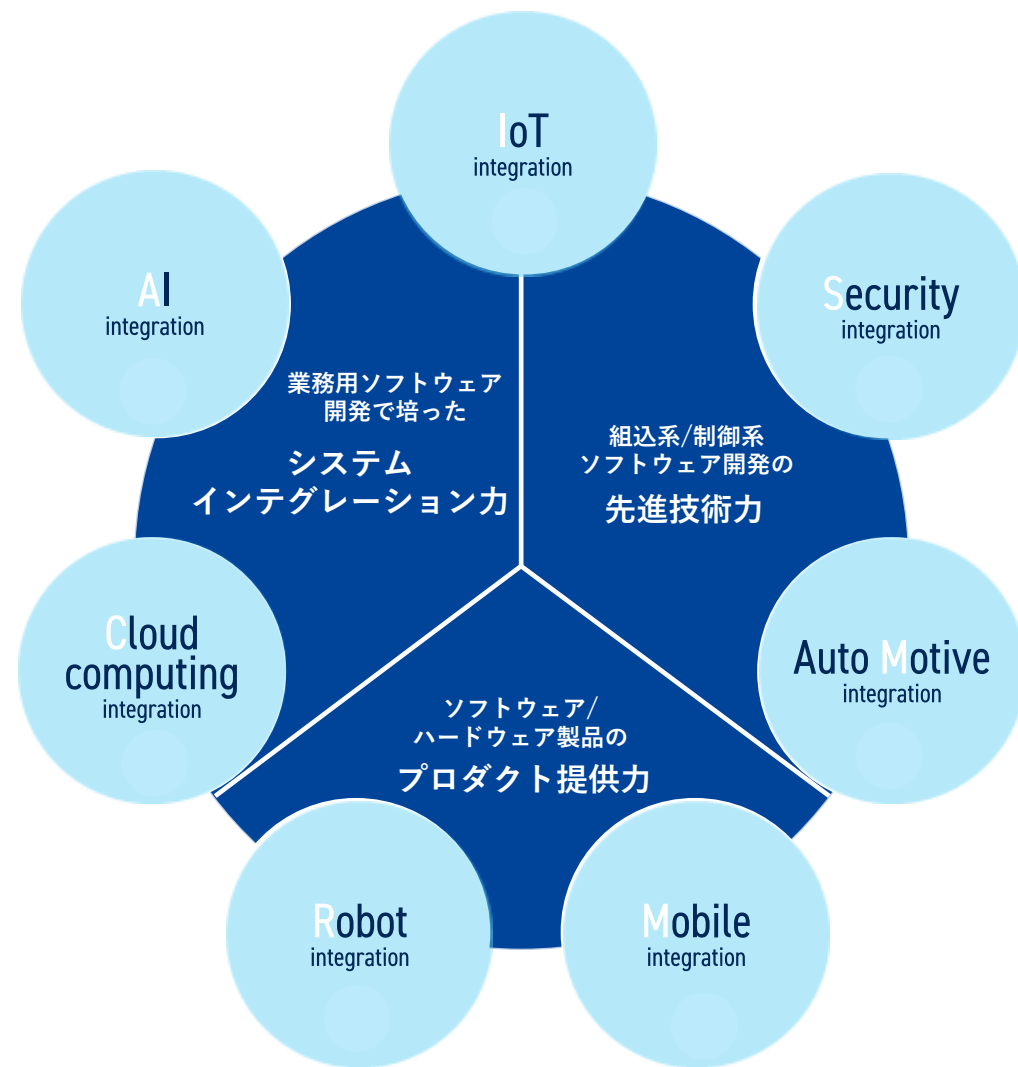 IoT
integration
AI
integration
Security
integration
業務用ソフトウェア
開発で培った
システム
インテグレーション力
組込系/制御系
ソフトウェア開発の
先進技術力
Cloud
computing
integration
Auto Motive
integration
ソフトウェア/
ハードウェア製品の
プロダクト提供力
Robot
integration
Mobile
integration